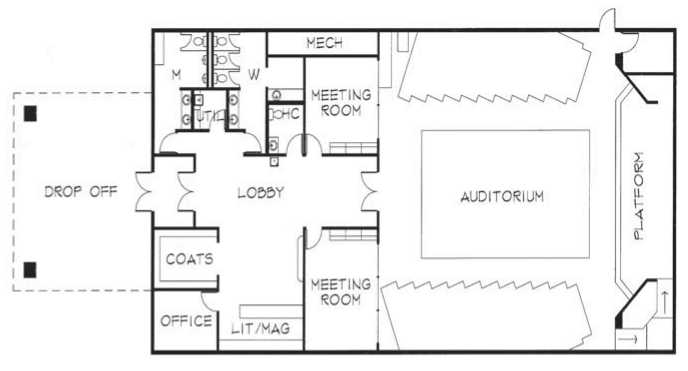 MECH
M
W
MEETING
ROOM
UTIL
HC
DROP OFF
LOBBY
AUDITORIUM
PLATFORM
COATS
MEETING
ROOM
OFFICE
LIT/MAG